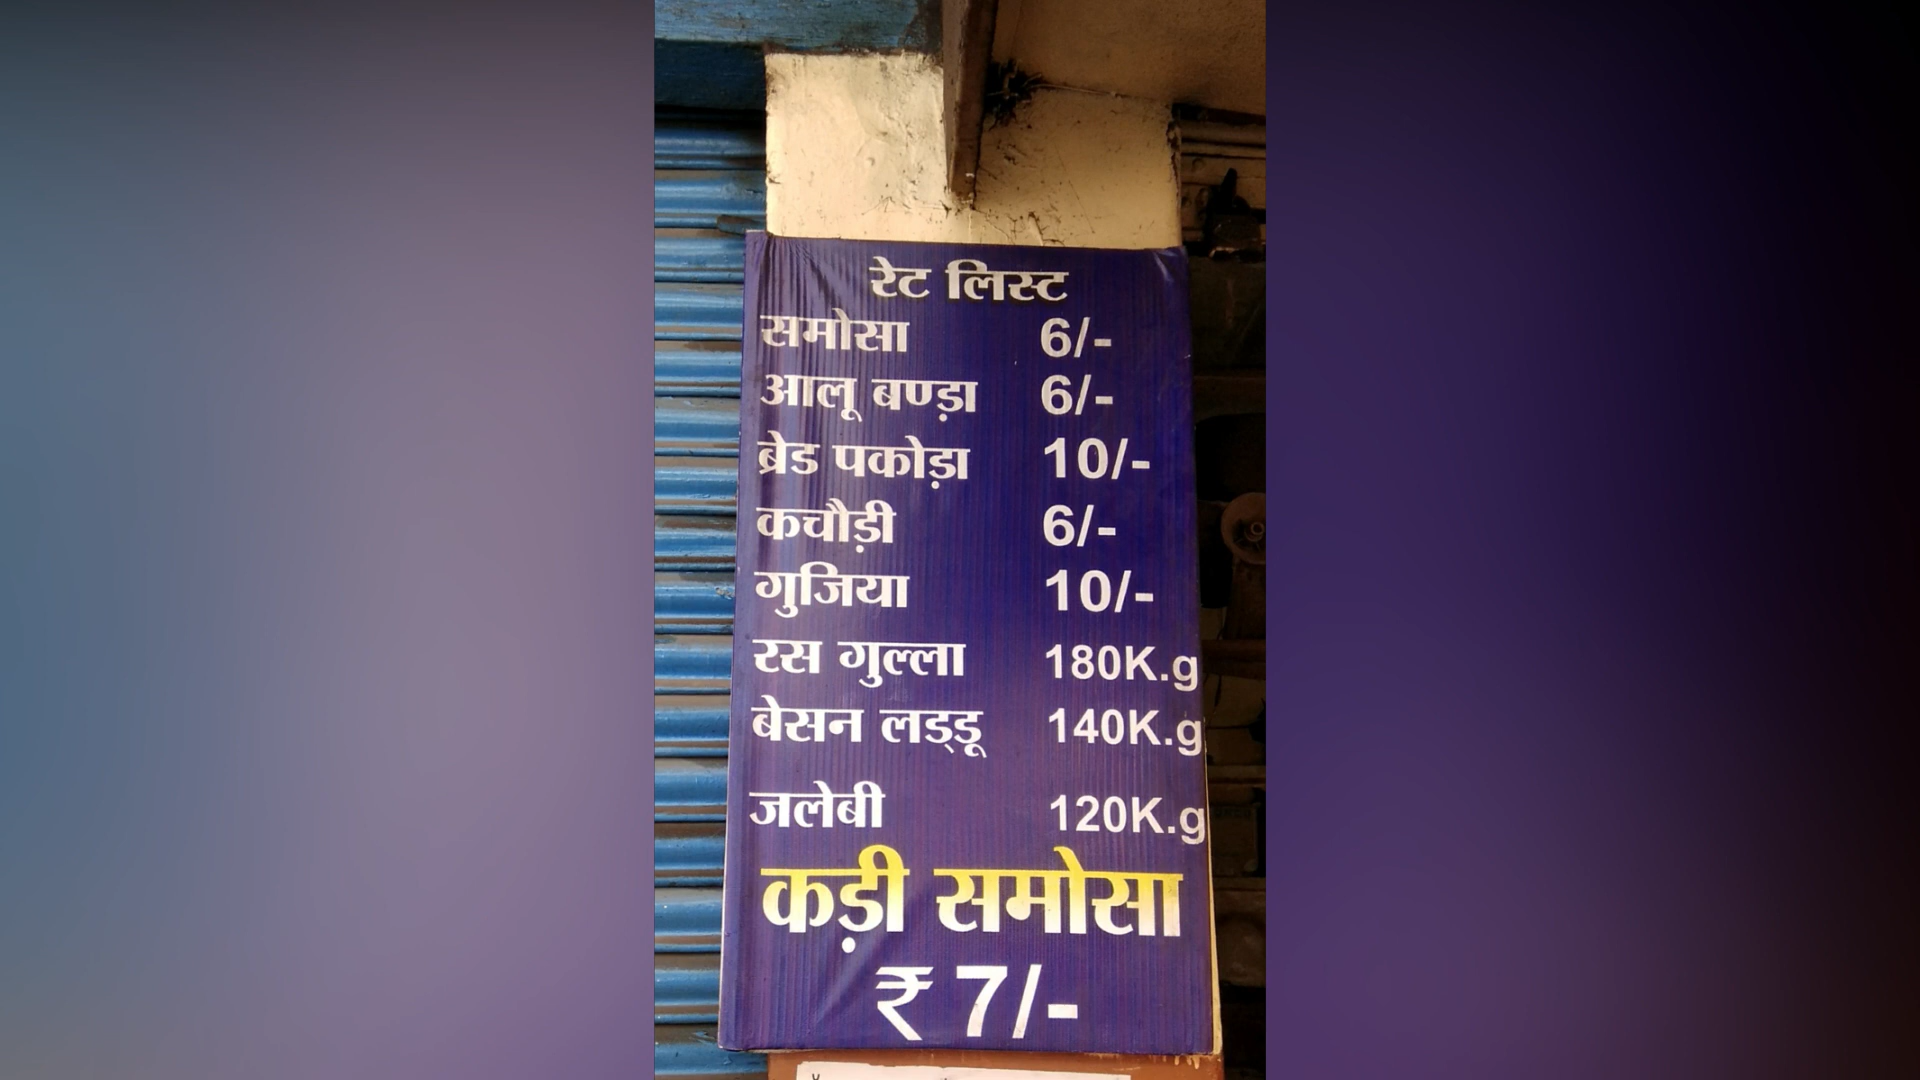 रेट लिस्ट
समोसा 6/-
आलू बण्ड़ा 6/-
ब्रेड पकोड़ा 10/-
कचौड़ी 6/-
गुजिया 10/-
रस गुल्ला 180K.g
बेसन लड्डू 140K.g
जलेबी 120K.g
कड़ी समोसा
₹ 7/-